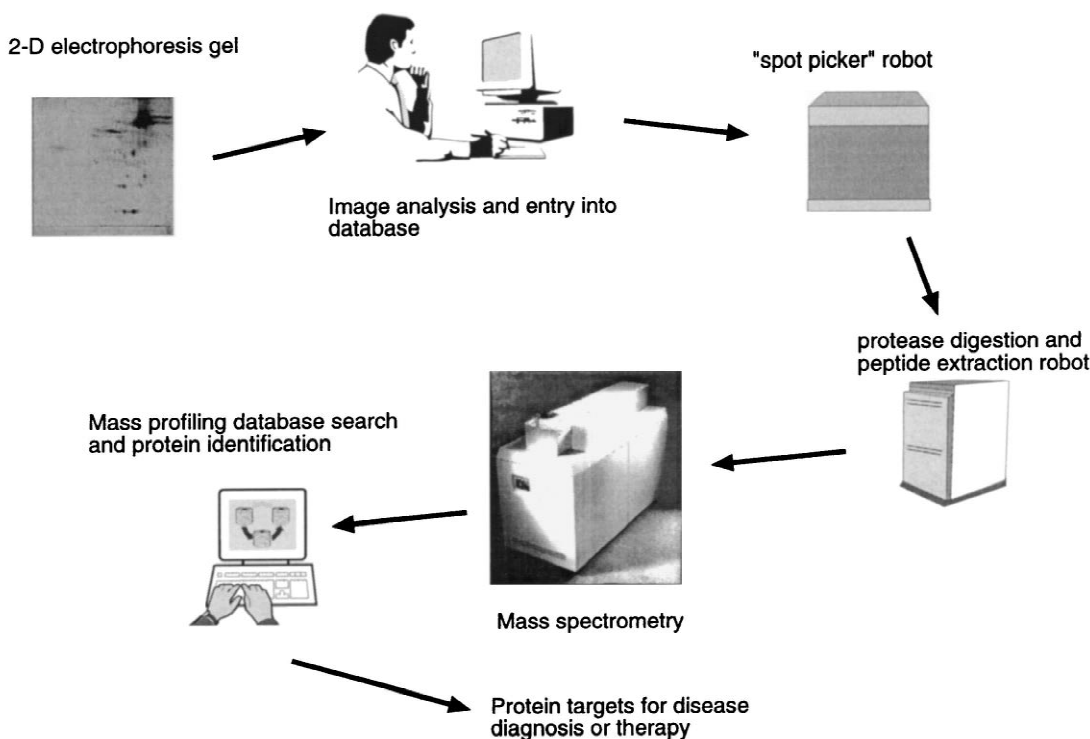 2-D electrophoresis gel
Image analysis and entry into
database
"spot picker" robot
protease digestion and
peptide extraction robot
Mass spectrometry
Mass profiling database search
and protein identification
Protein targets for disease
diagnosis or therapy